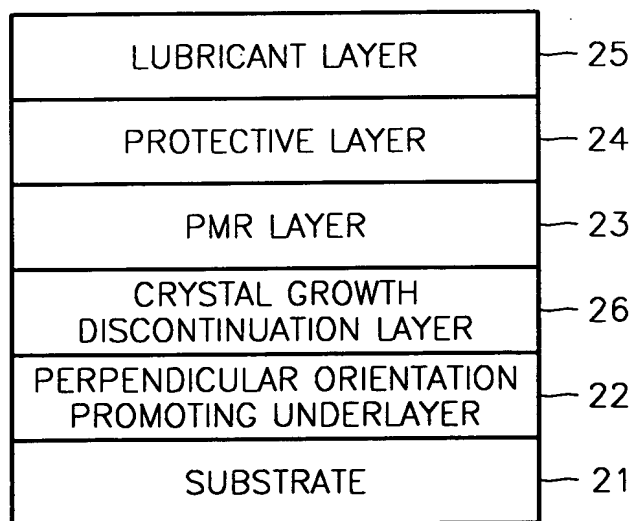 LUBRICANT LAYER 25
PROTECTIVE LAYER 24
PMR LAYER 23
CRYSTAL GROWTH
DISCONTINUATION LAYER 26
PERPENDICULAR ORIENTATION
PROMOTING UNDERLAYER 22
SUBSTRATE 21